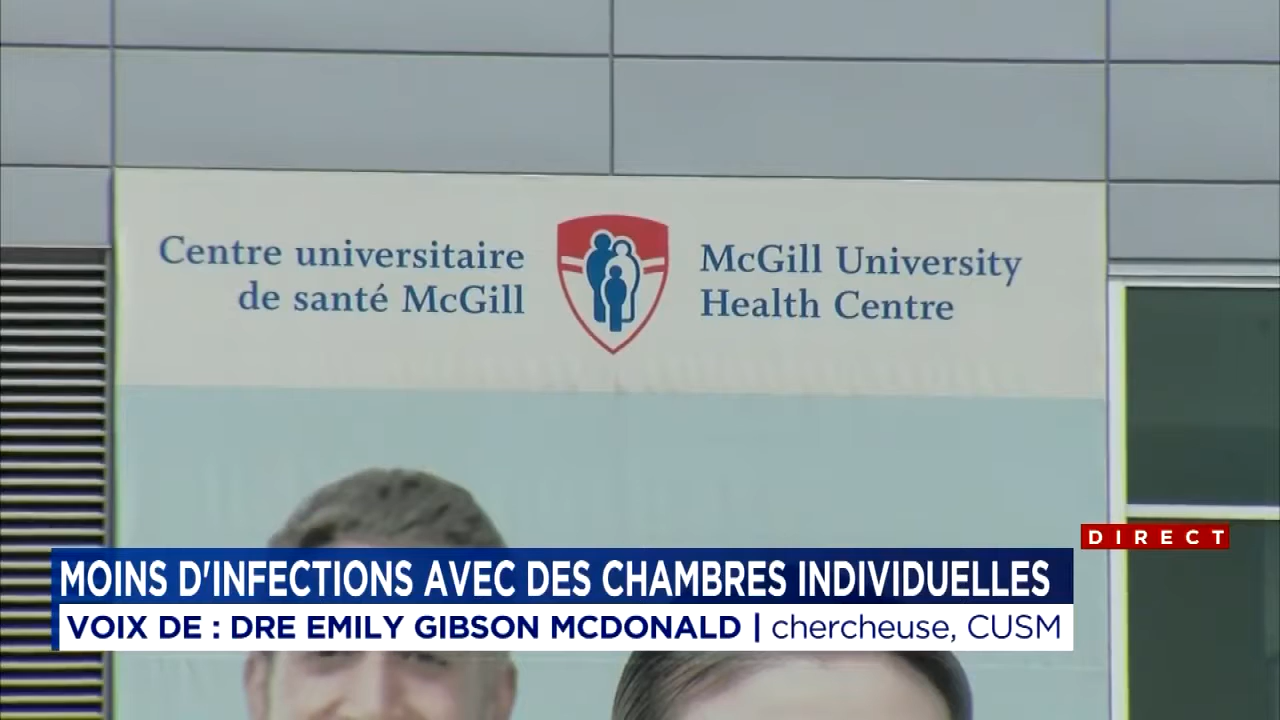 Centre universitaire
de santé McGill
McGill University
Health Centre
DIRECT
MOINS D'INFECTIONS AVEC DES CHAMBRES INDIVIDUELLES
VOIX DE : DRE EMILY GIBSON MCDONALD | chercheuse, CUSM